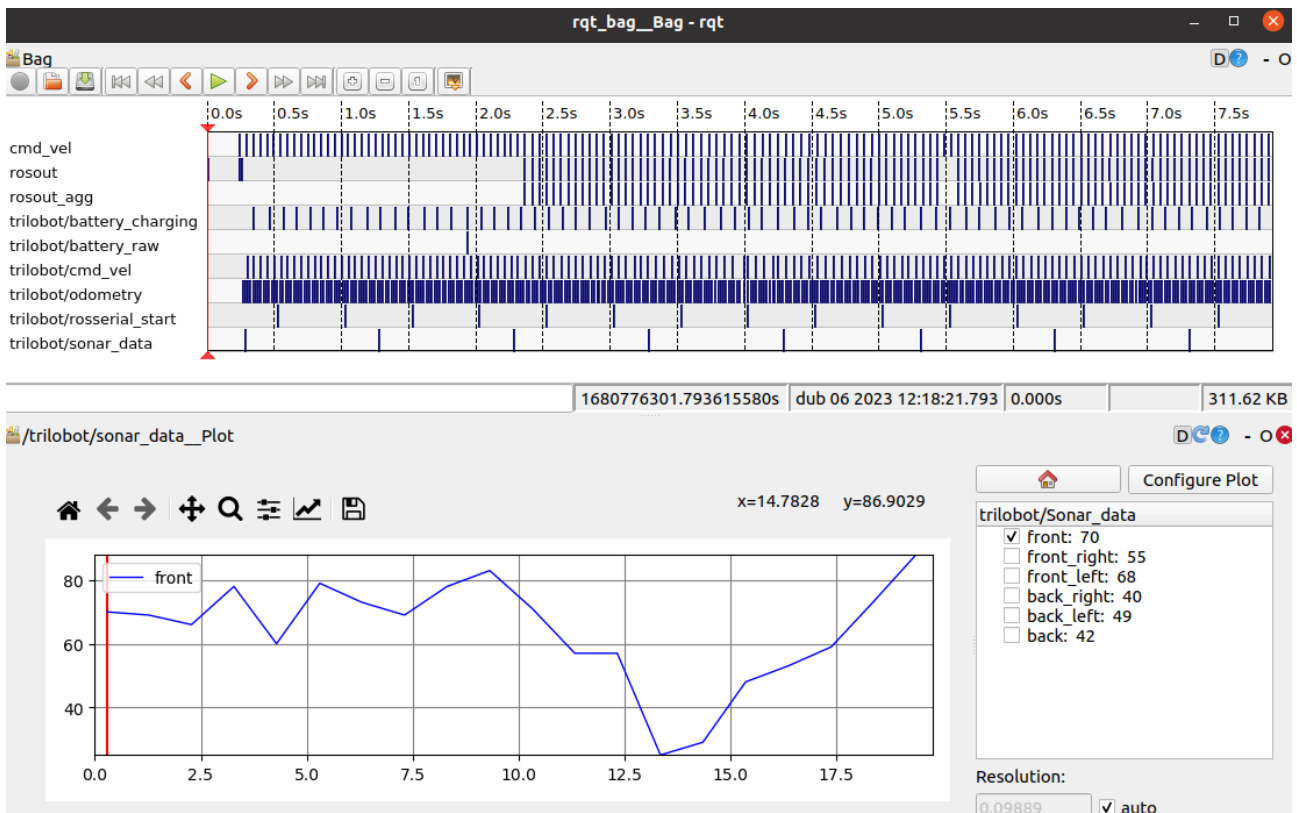 rqt_bag__Bag - rqt
Bag
D ? - O
0.0s 0.5s 1.0s 1.5s 2.0s 2.5s 3.0s 3.5s 4.0s 4.5s 5.0s 5.5s 6.0s 6.5s 7.0s 7.5s
cmd_vel
rosout
rosout_agg
trilobot/battery_charging
trilobot/battery_raw
trilobot/cmd_vel
trilobot/odometry
trilobot/rosserial_start
trilobot/sonar_data
1680776301.793615580s dub 06 2023 12:18:21.793 0.000s 311.62 KB
/trilobot/sonar_data__Plot D ? - O
Configure Plot
x=14.7828 y=86.9029
trilobot/Sonar_data
front: 70
front_right: 55
front_left: 68
back_right: 40
back_left: 49
back: 42
front
80
60
40
0.0 2.5 5.0 7.5 10.0 12.5 15.0 17.5
Resolution:
0.09889 auto